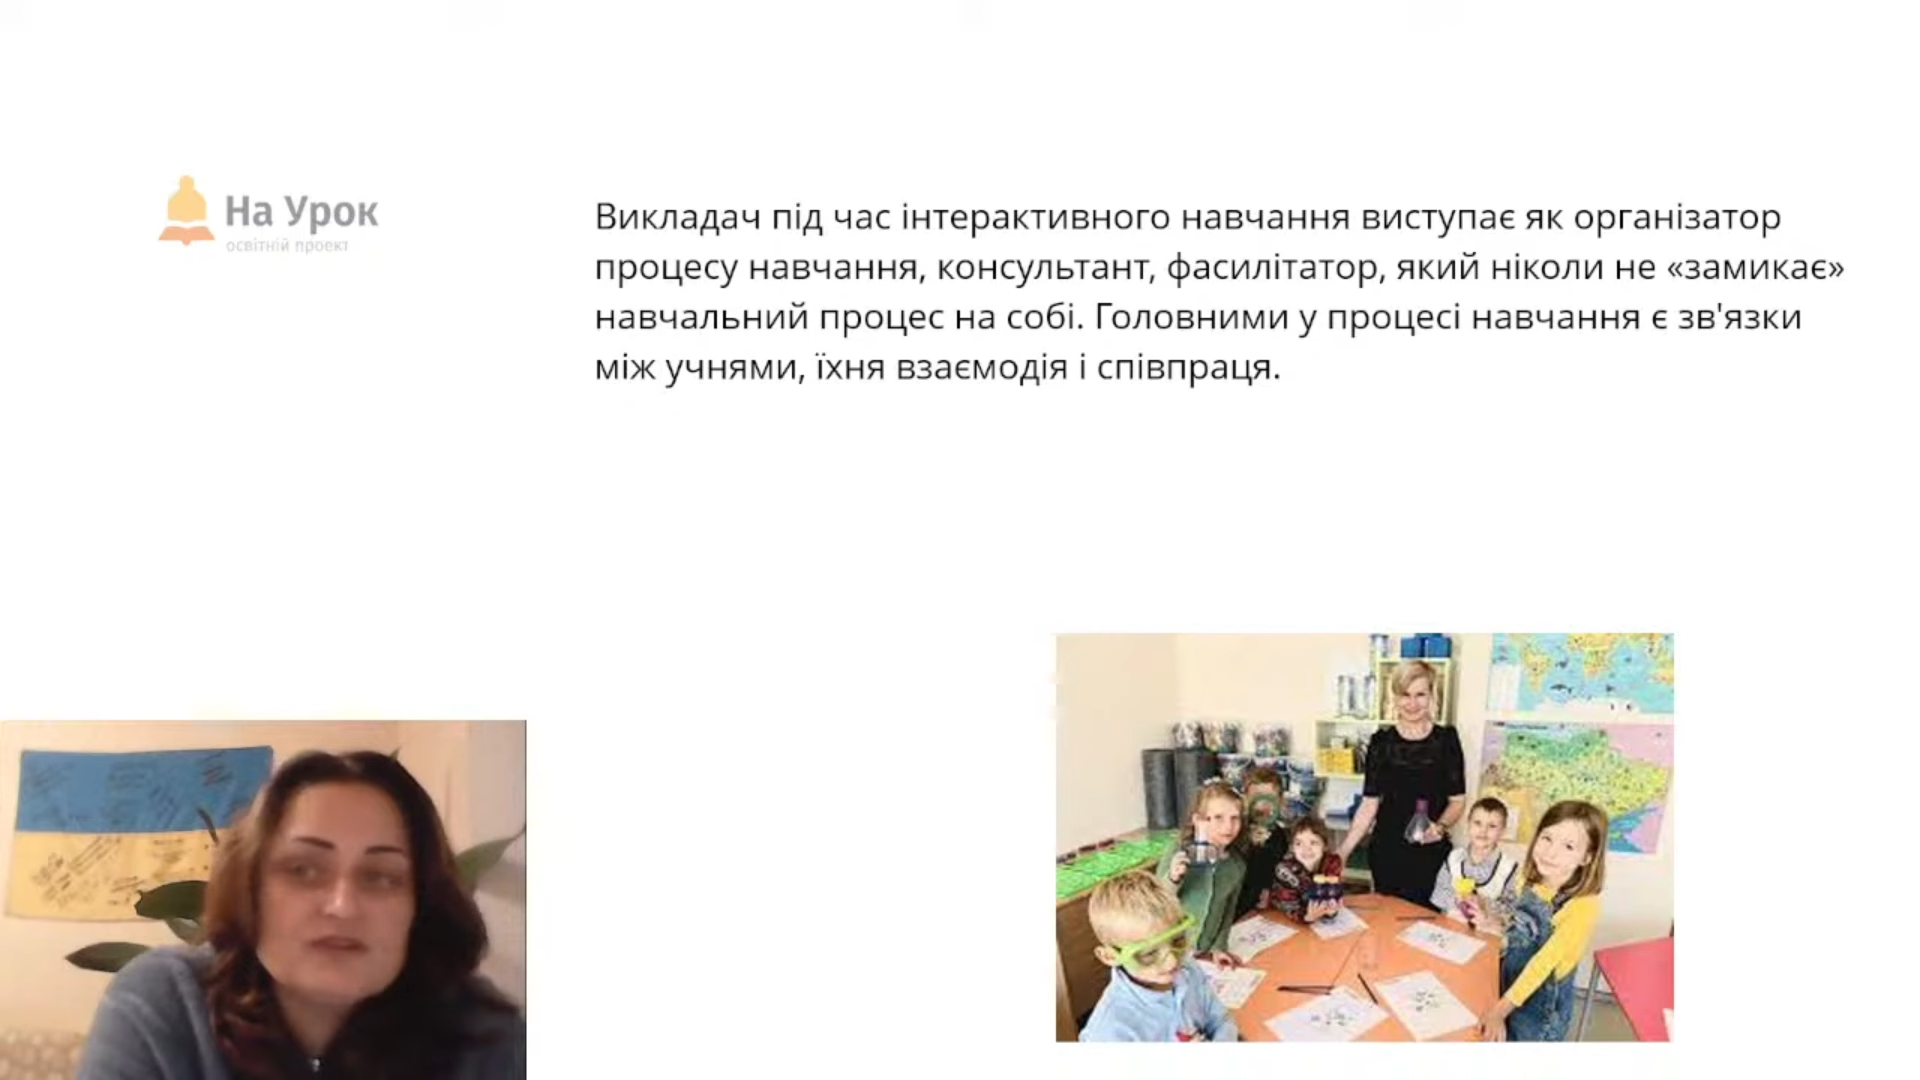 На Урок
освітній проект
Викладач під час інтерактивного навчання виступає як організатор
процесу навчання, консультант, фасилітатор, який ніколи не «замикає»
навчальний процес на собі. Головними у процесі навчання є зв'язки
між учнями, їхня взаємодія і співпраця.